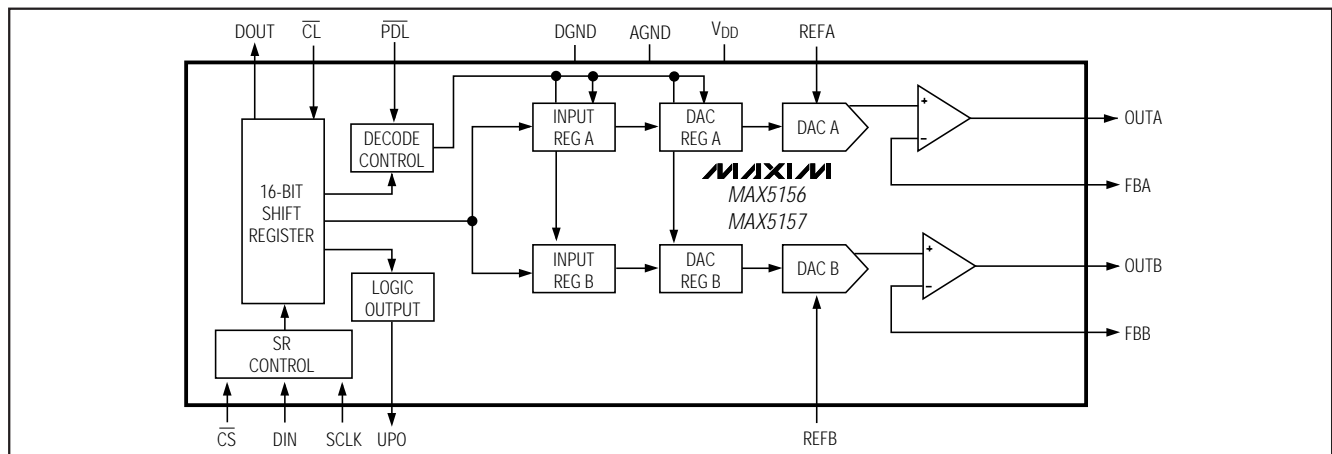 DOUT
CL
PDL
DGND
AGND
VDD
REFA
DECODE
CONTROL
INPUT
REG A
DAC
REG A
DAC A
+
−
OUTA
16-BIT
SHIFT
REGISTER
MAXIM
MAX5156
MAX5157
FBA
INPUT
REG B
DAC
REG B
DAC B
+
−
OUTB
LOGIC
OUTPUT
SR
CONTROL
FBB
CS
DIN
SCLK
UPO
REFB